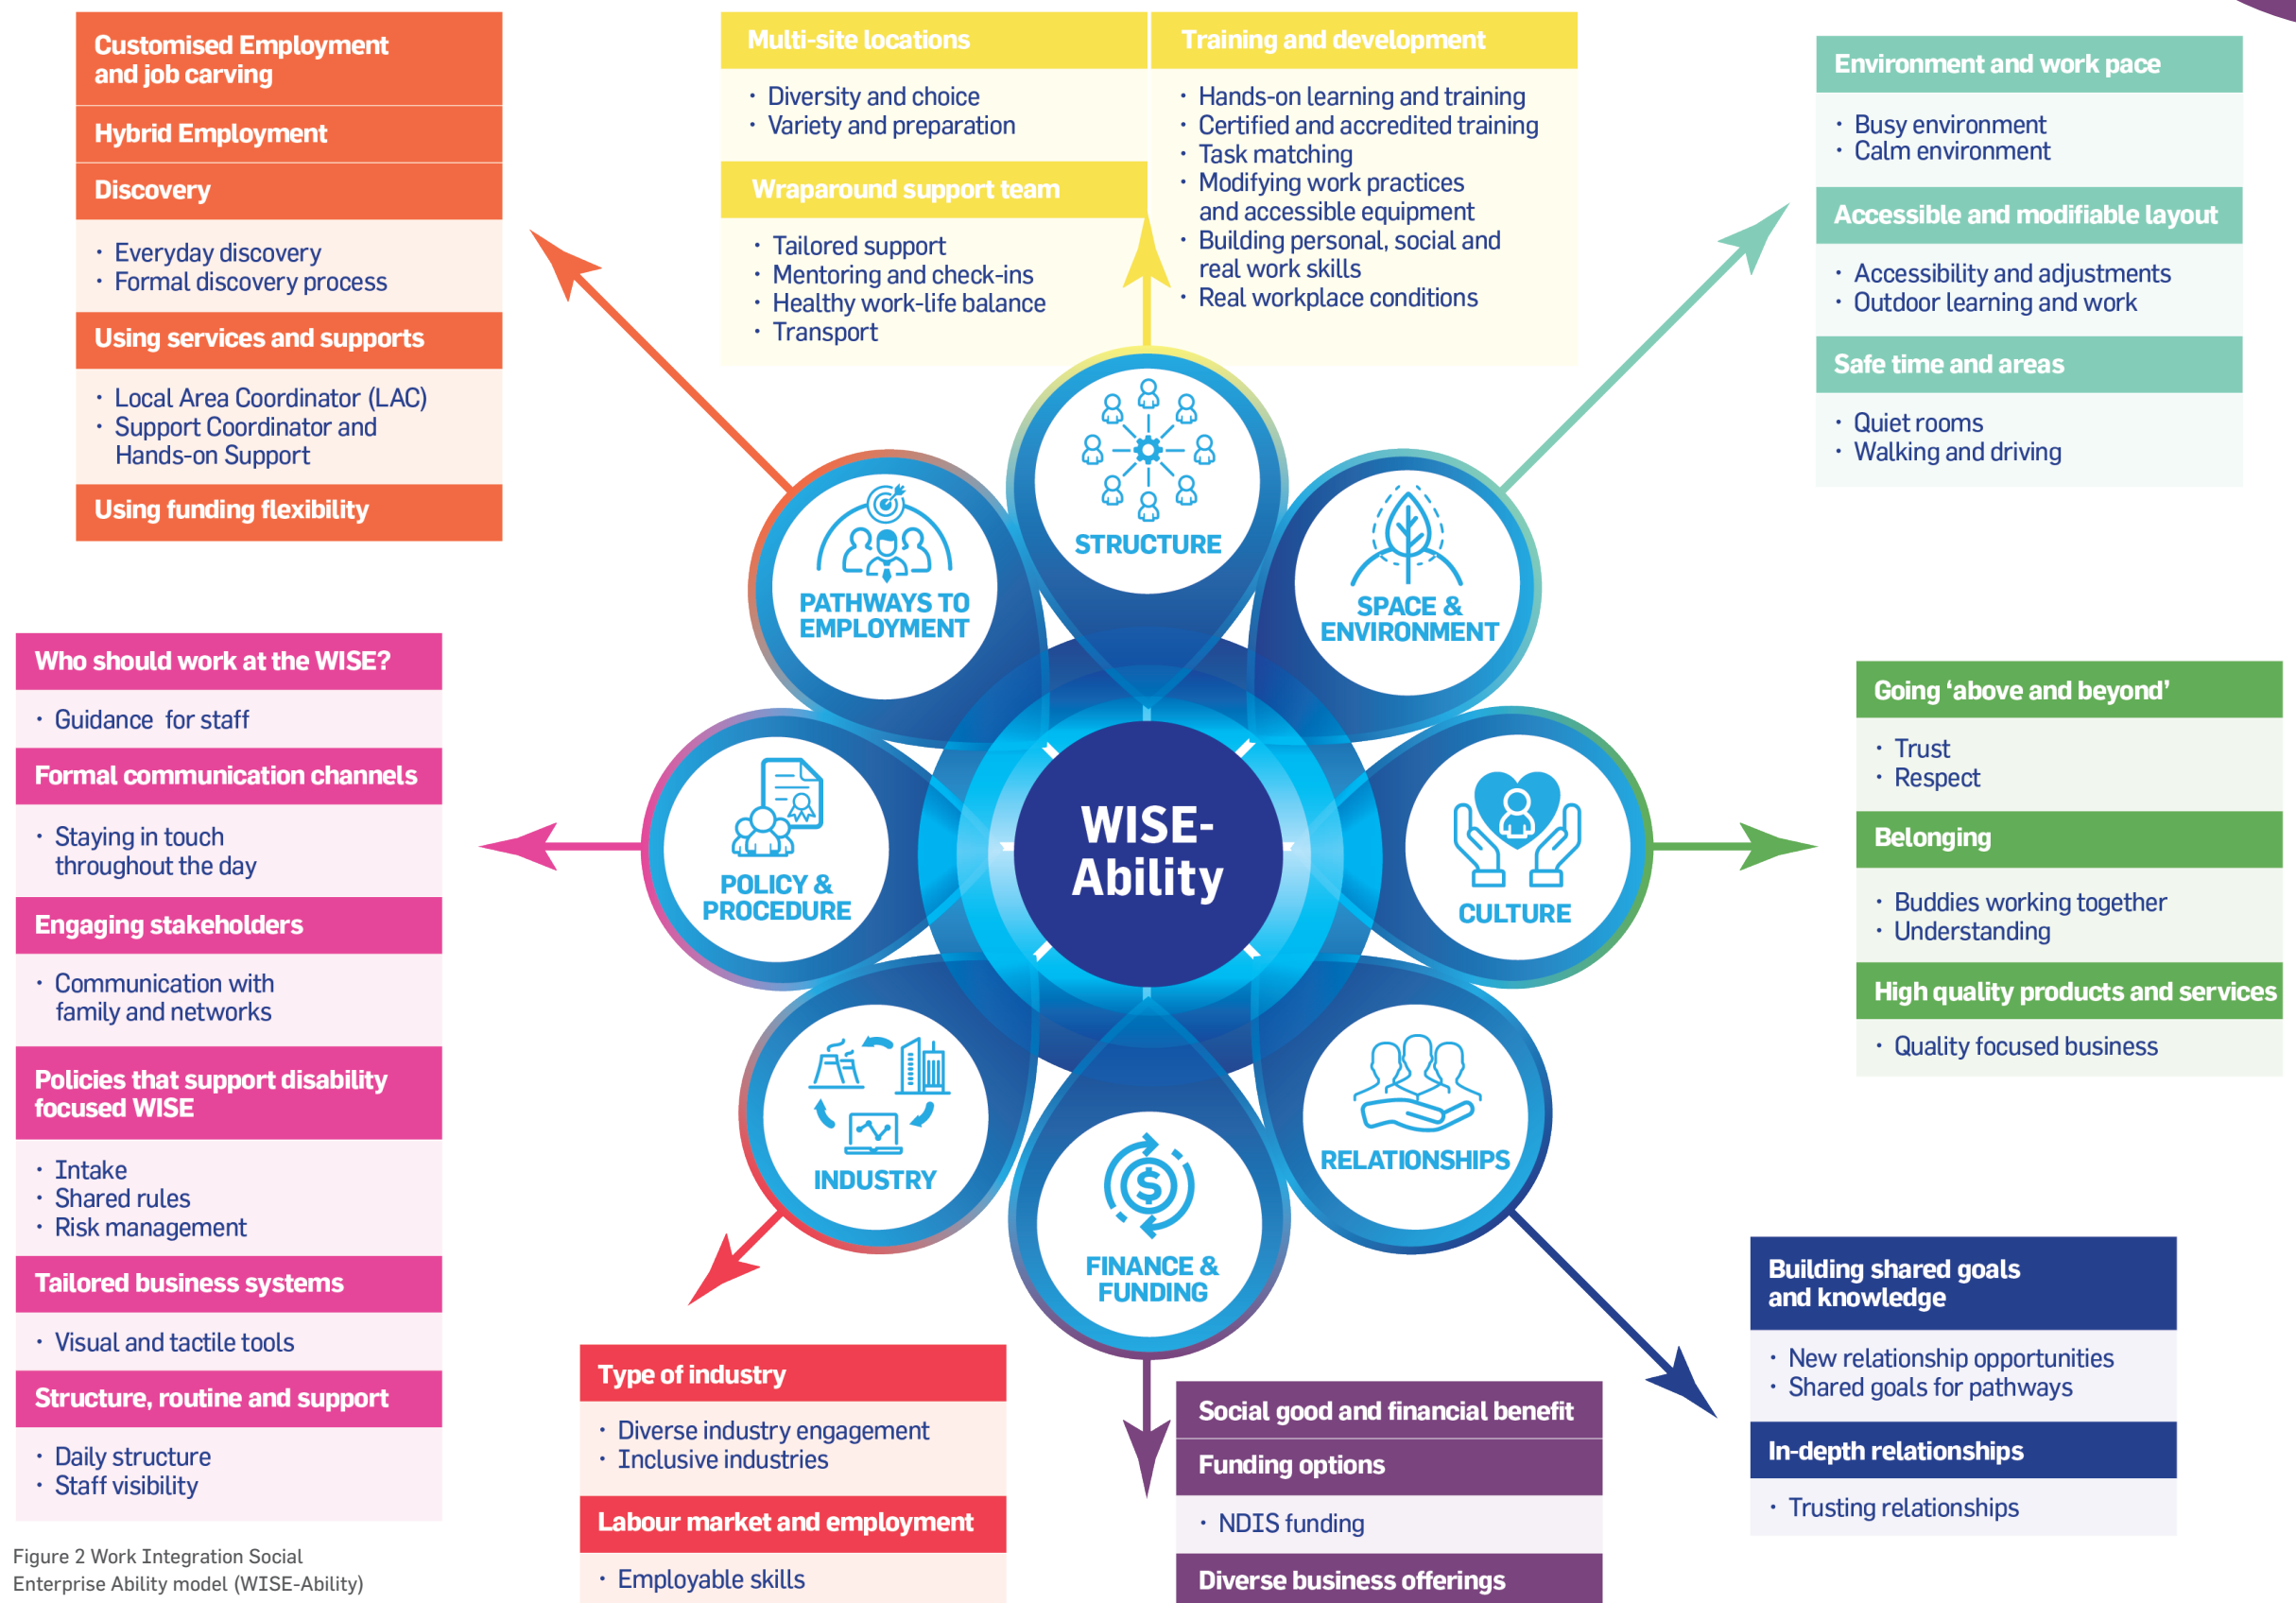 Customised Employment
and job carving
Hybrid Employment
Discovery
· Everyday discovery
· Formal discovery process
Using services and supports
· Local Area Coordinator (LAC)
· Support Coordinator and
Hands-on Support
Using funding flexibility
Multi-site locations
· Diversity and choice
· Variety and preparation
Wraparound support team
· Tailored support
· Mentoring and check-ins
· Healthy work-life balance
· Transport
Training and development
· Hands-on learning and training
· Certified and accredited training
· Task matching
· Modifying work practices
and accessible equipment
· Building personal, social and
real work skills
· Real workplace conditions
Environment and work pace
· Busy environment
· Calm environment
Accessible and modifiable layout
· Accessibility and adjustments
· Outdoor learning and work
Safe time and areas
· Quiet rooms
· Walking and driving
STRUCTURE
PATHWAYS TO
EMPLOYMENT
SPACE &
ENVIRONMENT
POLICY &
PROCEDURE
WISE-
Ability
CULTURE
INDUSTRY
FINANCE &
FUNDING
$
RELATIONSHIPS
Who should work at the WISE?
· Guidance for staff
Formal communication channels
· Staying in touch
throughout the day
Engaging stakeholders
· Communication with
family and networks
Policies that support disability
focused WISE
· Intake
· Shared rules
· Risk management
Tailored business systems
· Visual and tactile tools
Structure, routine and support
· Daily structure
· Staff visibility
Going ‘above and beyond’
· Trust
· Respect
Belonging
· Buddies working together
· Understanding
High quality products and services
· Quality focused business
Type of industry
· Diverse industry engagement
· Inclusive industries
Labour market and employment
· Employable skills
Social good and financial benefit
Funding options
· NDIS funding
Diverse business offerings
Building shared goals
and knowledge
· New relationship opportunities
· Shared goals for pathways
In-depth relationships
· Trusting relationships
Figure 2 Work Integration Social
Enterprise Ability model (WISE-Ability)